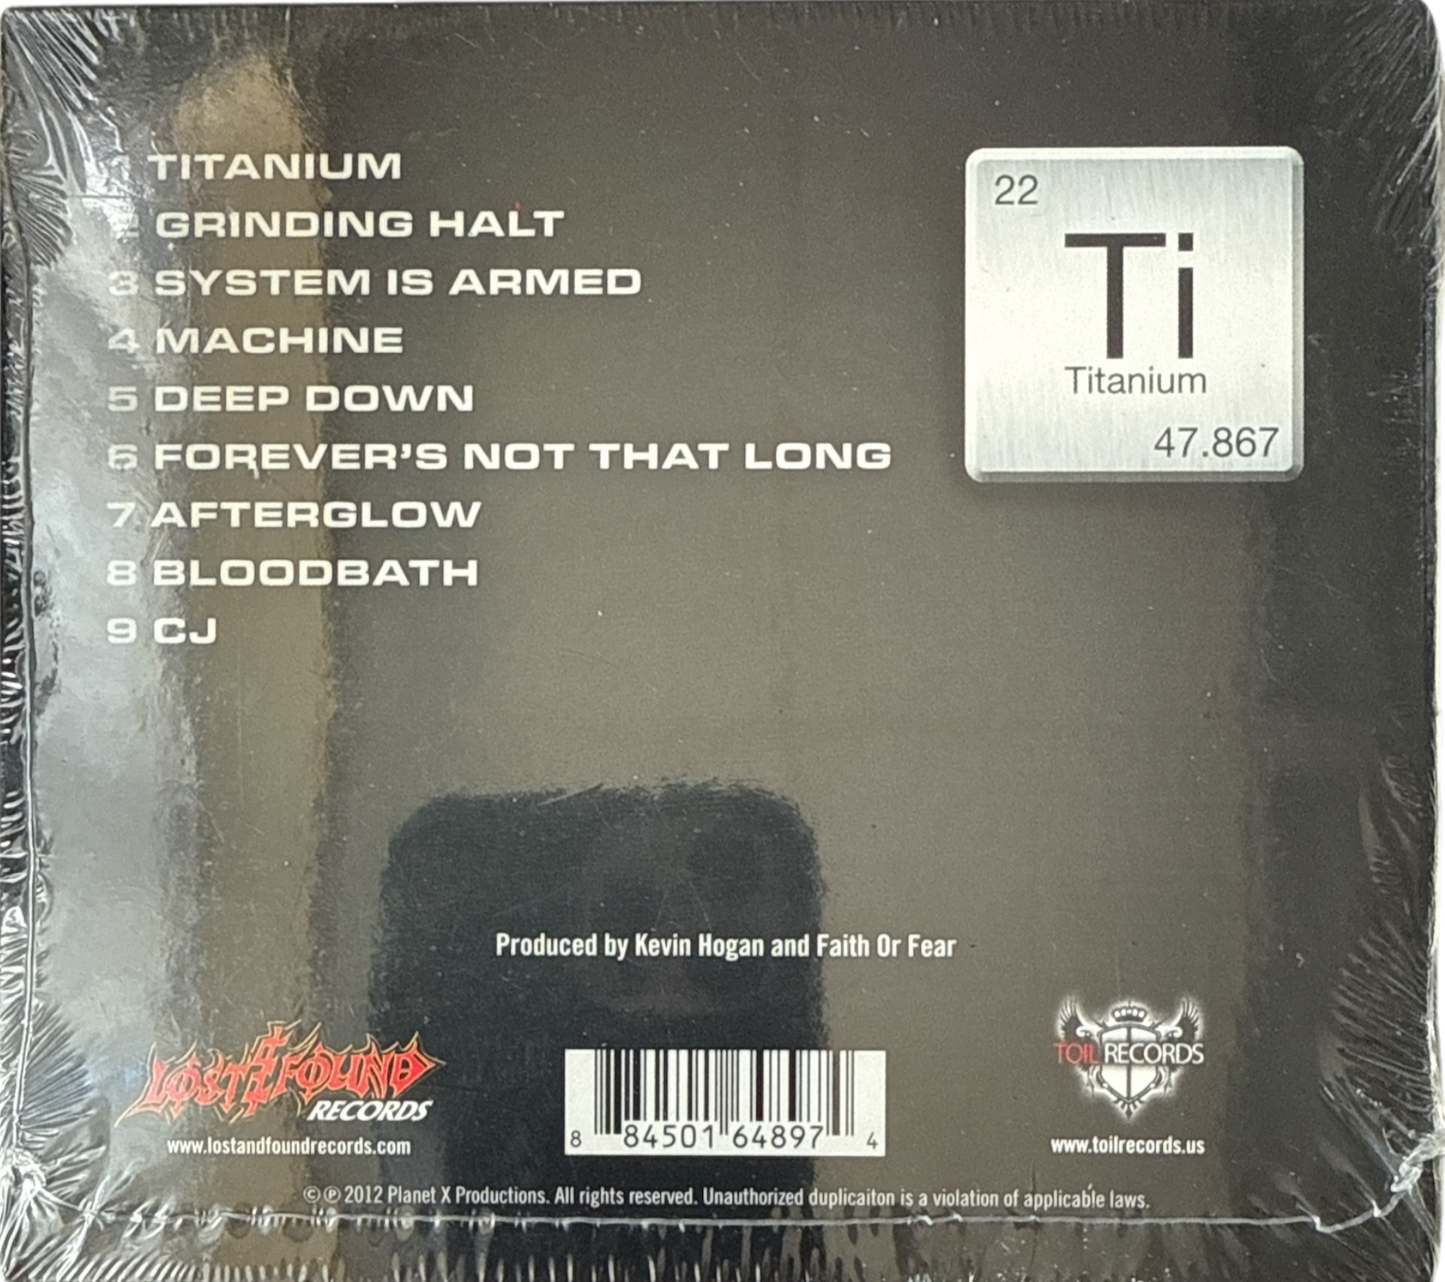 1 TITANIUM
2 GRINDING HALT
3 SYSTEM IS ARMED
4 MACHINE
5 DEEP DOWN
6 FOREVER'S NOT THAT LONG
7 AFTERGLOW
8 BLOODBATH
9 CJ
22
Ti
Titanium
47.867
Produced by Kevin Hogan and Faith Or Fear
LOST & FOUND
RECORDS
www.lostandfoundrecords.com
8 84501 64897 4
TOIL RECORDS
www.toilrecords.us
©℗ 2012 Planet X Productions. All rights reserved. Unauthorized duplicaiton is a violation of applicable laws.